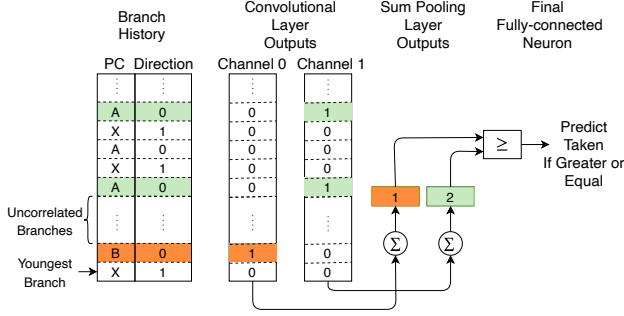 Branch
History
Convolutional
Layer
Outputs
Sum Pooling
Layer
Outputs
Final
Fully-connected
Neuron
PC Direction Channel 0 Channel 1
⋮ ⋮ ⋮ ⋮
A 0 0 1
X 1 0 0
A 0 0 0
X 1 0 0
A 0 0 1
⋮ ⋮ ⋮ ⋮
B 0 1 0
X 1 0 0
Uncorrelated
Branches
Youngest
Branch
1 2
Σ Σ
≥
Predict
Taken
If Greater or
Equal